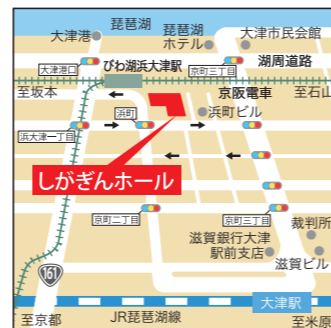 琵琶湖
大津港
琵琶湖
ホテル
大津市民会館
大津港口
びわ湖浜大津駅
京町三丁目
湖周道路
至坂本
京阪電車
至石山
浜大津一丁目
浜町
浜町ビル
しがぎんホール
京町二丁目
京町三丁目
裁判所
滋賀銀行大津
駅前支店
滋賀ビル
161
大津駅
至京都
JR琵琶湖線
至米原